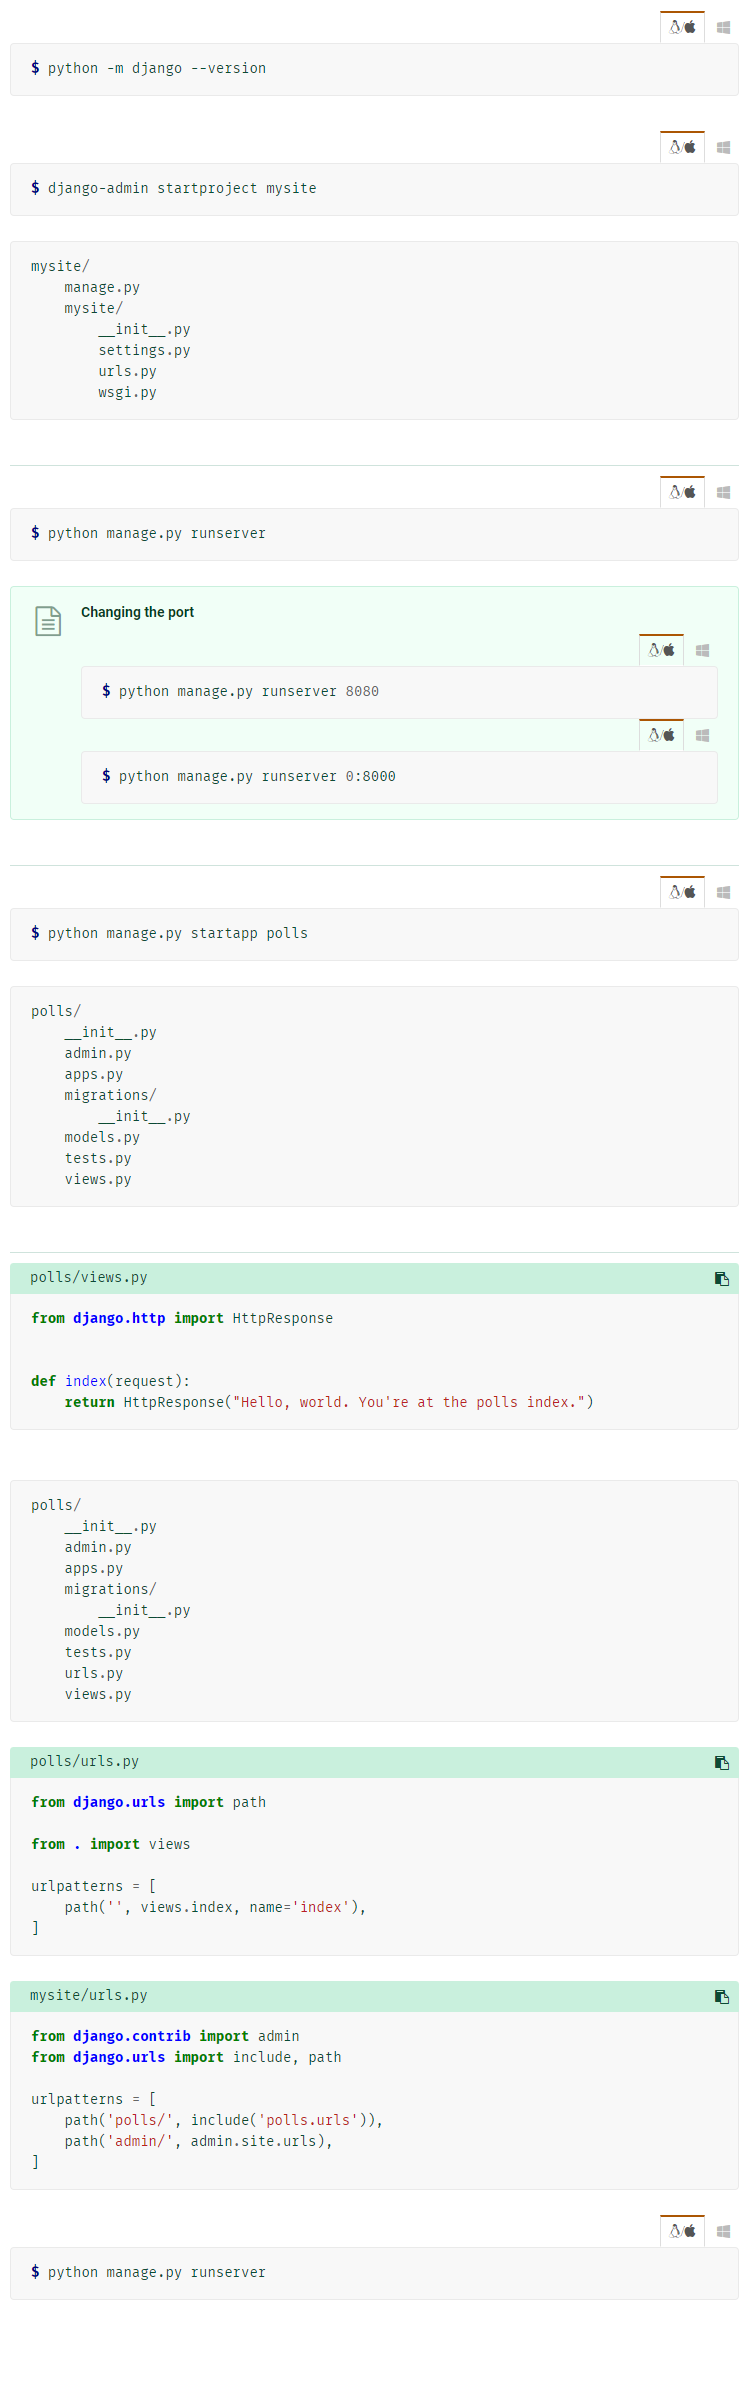 $ python -m django --version
$ django-admin startproject mysite
mysite/
    manage.py
    mysite/
        __init__.py
        settings.py
        urls.py
        wsgi.py
$ python manage.py runserver
Changing the port
$ python manage.py runserver 8080
$ python manage.py runserver 0:8000
$ python manage.py startapp polls
polls/
    __init__.py
    admin.py
    apps.py
    migrations/
        __init__.py
    models.py
    tests.py
    views.py
polls/views.py
from django.http import HttpResponse
def index(request):
    return HttpResponse("Hello, world. You're at the polls index.")
polls/
    __init__.py
    admin.py
    apps.py
    migrations/
        __init__.py
    models.py
    tests.py
    urls.py
    views.py
polls/urls.py
from django.urls import path
from . import views
urlpatterns = [
    path('', views.index, name='index'),
]
mysite/urls.py
from django.contrib import admin
from django.urls import include, path
urlpatterns = [
    path('polls/', include('polls.urls')),
    path('admin/', admin.site.urls),
]
$ python manage.py runserver